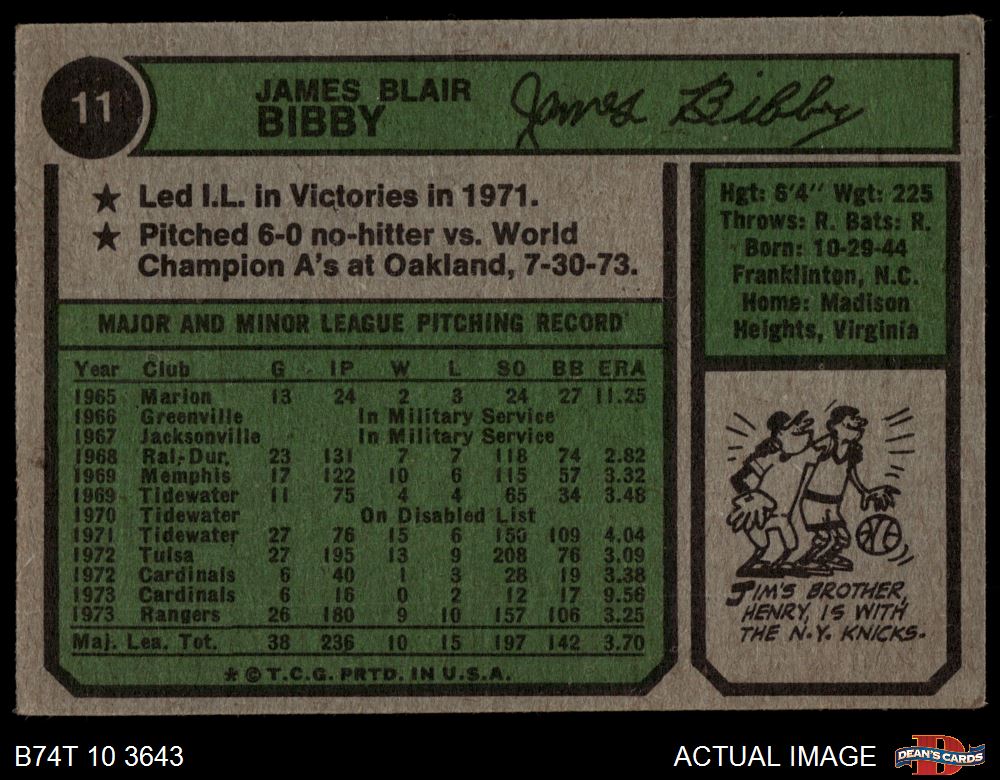 11
JAMES BLAIR
BIBBY
James Bibby
★ Led I.L. in Victories in 1971.
★ Pitched 6-0 no-hitter vs. World
Champion A's at Oakland, 7-30-73.
Hgt: 6'4" Wgt: 225
Throws: R. Bats: R.
Born: 10-29-44
Franklinton, N.C.
Home: Madison
Heights, Virginia
MAJOR AND MINOR LEAGUE PITCHING RECORD
Year Club G IP W L SO BB ERA
1965 Marion 13 24 2 3 24 27 11.25
1966 Greenville In Military Service
1967 Jacksonville In Military Service
1968 Ral.-Dur. 23 131 7 7 118 74 2.82
1969 Memphis 17 122 10 6 115 57 3.32
1969 Tidewater 11 75 4 4 65 34 3.48
1970 Tidewater On Disabled List
1971 Tidewater 27 76 15 6 150 109 4.04
1972 Tulsa 27 195 13 9 208 76 3.09
1972 Cardinals 6 40 1 3 28 19 3.38
1973 Cardinals 6 16 0 2 12 17 9.56
1973 Rangers 26 180 9 10 157 106 3.25
Maj. Lea. Tot. 38 236 10 15 197 142 3.70
* © T.C.G. PRTD. IN U.S.A.
JIM'S BROTHER,
HENRY, IS WITH
THE N.Y. KNICKS.
B74T 10 3643
ACTUAL IMAGE
DEAN'S CARDS